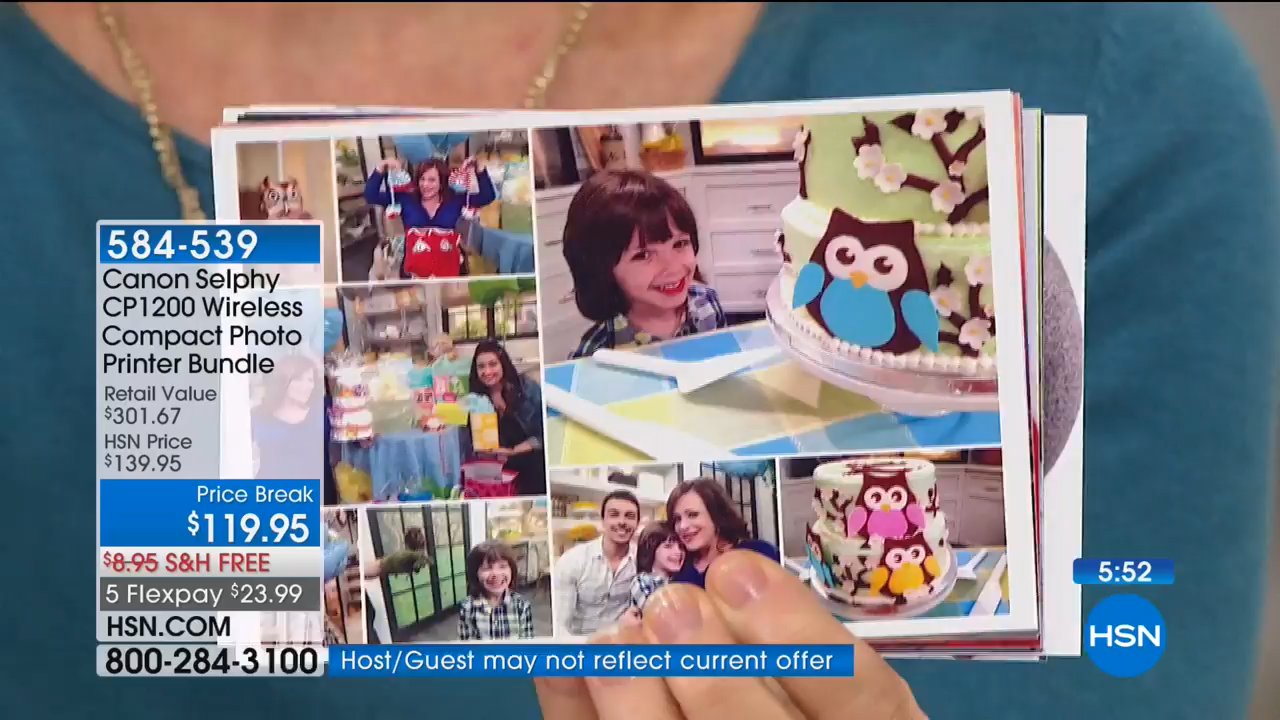 584-539
Canon Selphy
CP1200 Wireless
Compact Photo
Printer Bundle
Retail Value
$301.67
HSN Price
$139.95
Price Break
$119.95
$8.95 S&H FREE
5 Flexpay $23.99
HSN.COM
800-284-3100
Host/Guest may not reflect current offer
5:52
HSN